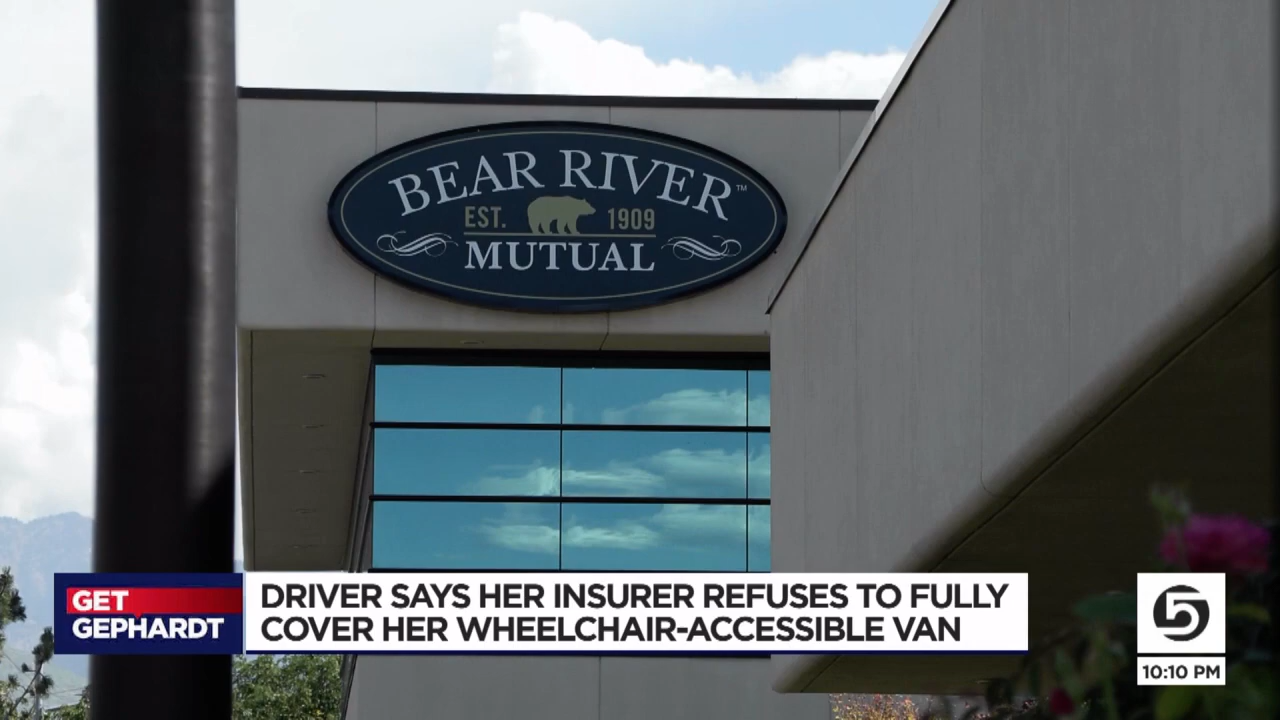 BEAR RIVER™
EST. 1909
MUTUAL
GET
GEPHARDT
DRIVER SAYS HER INSURER REFUSES TO FULLY
COVER HER WHEELCHAIR-ACCESSIBLE VAN
5
10:10 PM